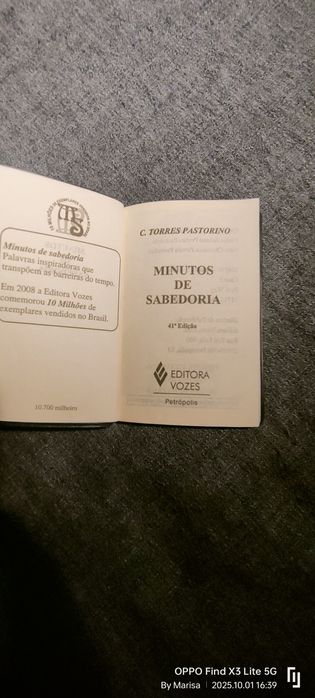 Minutos de sabedoria
Palavras inspiradoras que
transpõem as barreiras do tempo.
Em 2008 a Editora Vozes
comemorou 10 Milhões de
exemplares vendidos no Brasil.
10.700 milheiro
C. TORRES PASTORINO
MINUTOS
DE
SABEDORIA
41ª Edição
EDITORA
VOZES
Petrópolis
OPPO Find X3 Lite 5G
By Marisa | 2025.10.01 16:39